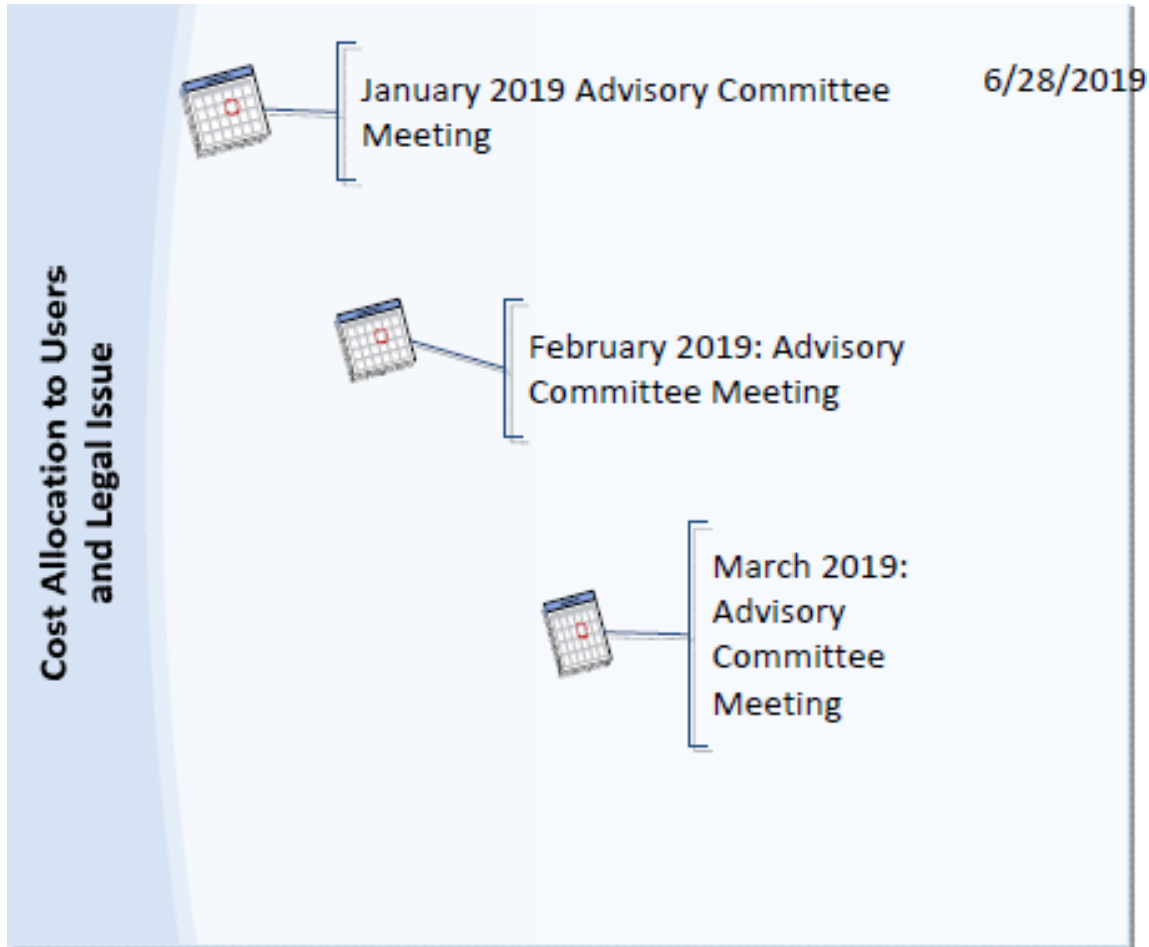 Cost Allocation to Users
and Legal Issue
January 2019 Advisory Committee
Meeting
6/28/2019
February 2019: Advisory
Committee Meeting
March 2019:
Advisory
Committee
Meeting